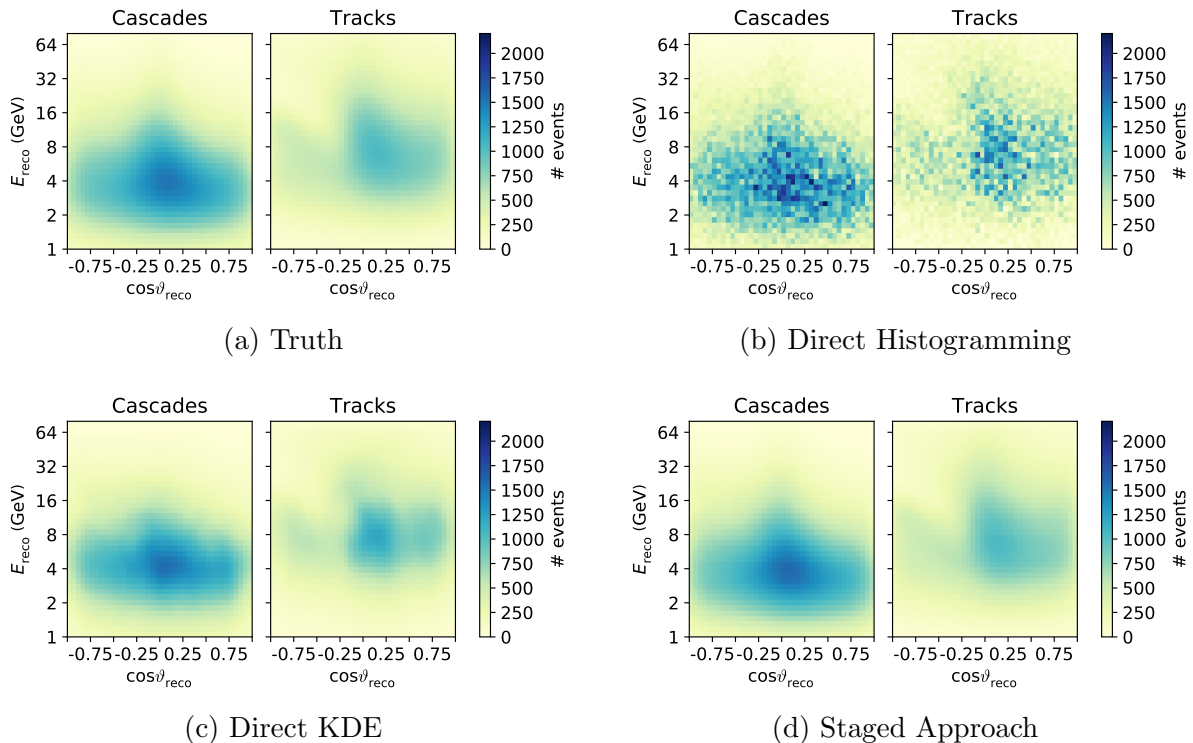 Cascades Tracks
64
32
16
8
4
2
1
E_reco (GeV)
-0.75 -0.25 0.25 0.75 -0.75 -0.25 0.25 0.75
cosϑ_reco cosϑ_reco
2000
1750
1500
1250
1000
750
500
250
0
# events
(a) Truth
Cascades Tracks
64
32
16
8
4
2
1
E_reco (GeV)
-0.75 -0.25 0.25 0.75 -0.75 -0.25 0.25 0.75
cosϑ_reco cosϑ_reco
2000
1750
1500
1250
1000
750
500
250
0
# events
(b) Direct Histogramming
Cascades Tracks
64
32
16
8
4
2
1
E_reco (GeV)
-0.75 -0.25 0.25 0.75 -0.75 -0.25 0.25 0.75
cosϑ_reco cosϑ_reco
2000
1750
1500
1250
1000
750
500
250
0
# events
(c) Direct KDE
Cascades Tracks
64
32
16
8
4
2
1
E_reco (GeV)
-0.75 -0.25 0.25 0.75 -0.75 -0.25 0.25 0.75
cosϑ_reco cosϑ_reco
2000
1750
1500
1250
1000
750
500
250
0
# events
(d) Staged Approach